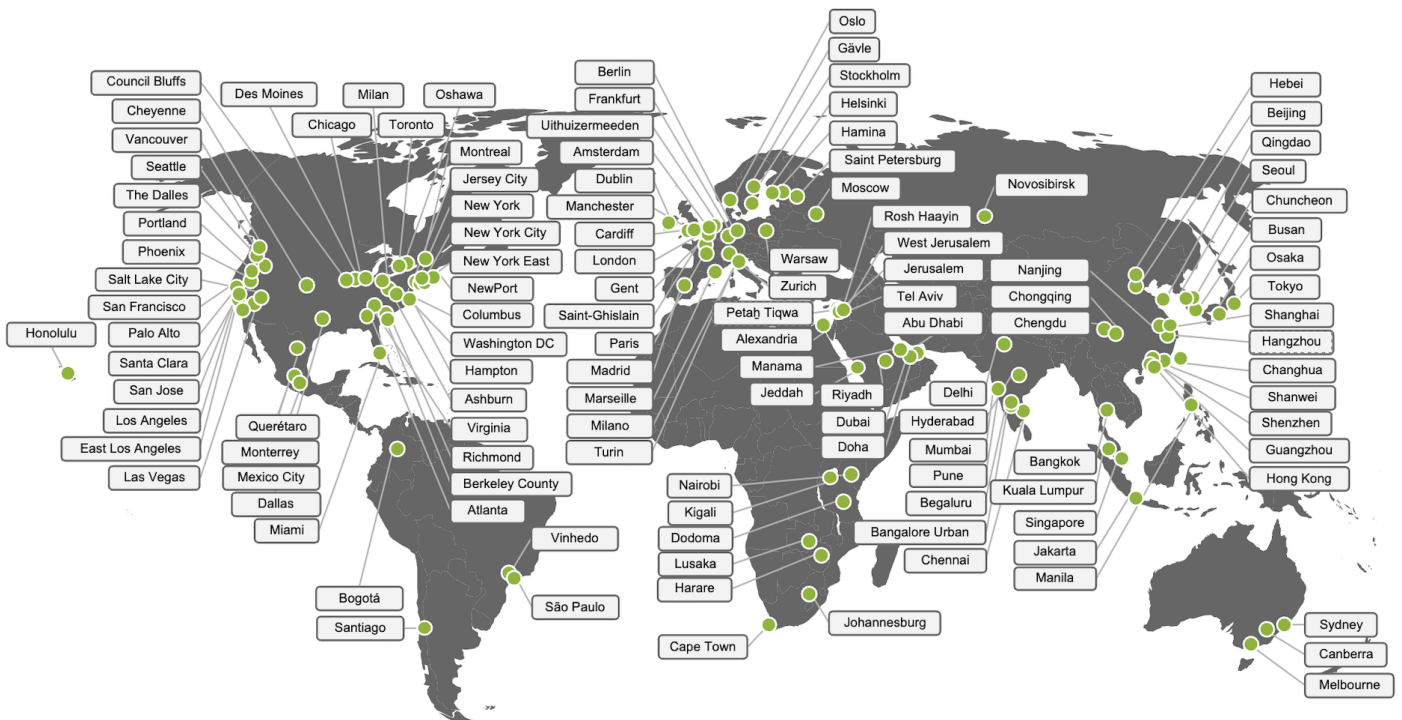 Council Bluffs
Cheyenne
Vancouver
Seattle
The Dalles
Portland
Phoenix
Salt Lake City
San Francisco
Honolulu
Palo Alto
Santa Clara
San Jose
Los Angeles
East Los Angeles
Las Vegas
Des Moines
Milan
Oshawa
Chicago
Toronto
Montreal
Jersey City
New York
New York City
New York East
NewPort
Columbus
Washington DC
Hampton
Ashburn
Virginia
Richmond
Berkeley County
Atlanta
Querétaro
Monterrey
Mexico City
Dallas
Miami
Vinhedo
São Paulo
Bogotá
Santiago
Berlin
Frankfurt
Uithuizermeeden
Amsterdam
Dublin
Manchester
Cardiff
London
Gent
Saint-Ghislain
Paris
Madrid
Marseille
Milano
Turin
Oslo
Gävle
Stockholm
Helsinki
Hamina
Saint Petersburg
Moscow
Novosibirsk
Warsaw
Zurich
Rosh Haayin
West Jerusalem
Jerusalem
Tel Aviv
Petaẖ Tiqwa
Abu Dhabi
Alexandria
Manama
Jeddah
Riyadh
Dubai
Doha
Nanjing
Chongqing
Chengdu
Delhi
Hyderabad
Mumbai
Pune
Begaluru
Bangalore Urban
Chennai
Bangkok
Kuala Lumpur
Singapore
Jakarta
Manila
Nairobi
Kigali
Dodoma
Lusaka
Harare
Johannesburg
Cape Town
Hebei
Beijing
Qingdao
Seoul
Chuncheon
Busan
Osaka
Tokyo
Shanghai
Hangzhou
Changhua
Shanwei
Shenzhen
Guangzhou
Hong Kong
Sydney
Canberra
Melbourne